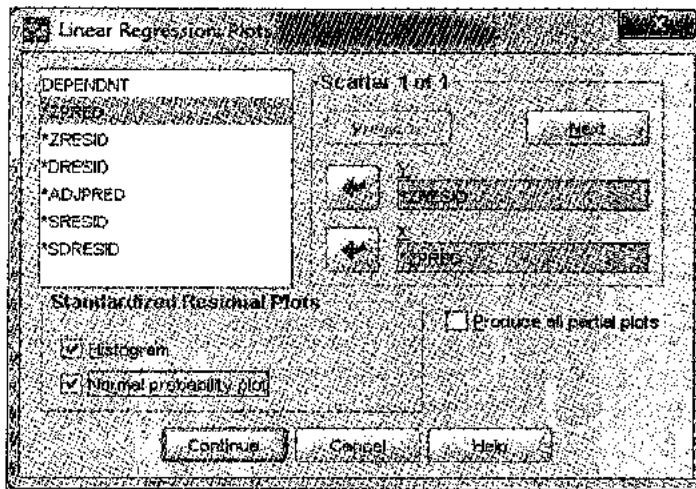 Linear Regression: Plots
DEPENDNT
*ZPRED
*ZRESID
*DRESID
*ADJPRED
*SRESID
*SDRESID
Scatter 1 of 1
Previous
Next
Y:
*ZRESID
X:
*ZPRED
Standardized Residual Plots
Histogram
Normal probability plot
Produce all partial plots
Continue
Cancel
Help